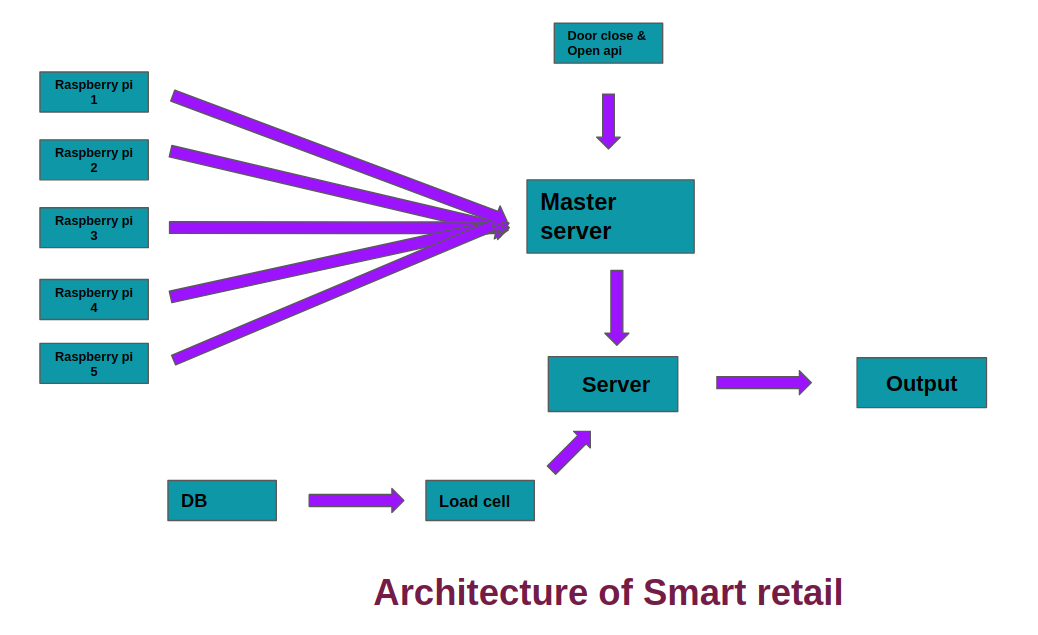 Door close &
Open api
Raspberry pi
1
Raspberry pi
2
Raspberry pi
3
Raspberry pi
4
Raspberry pi
5
Master
server
Server
Output
DB
Load cell
Architecture of Smart retail